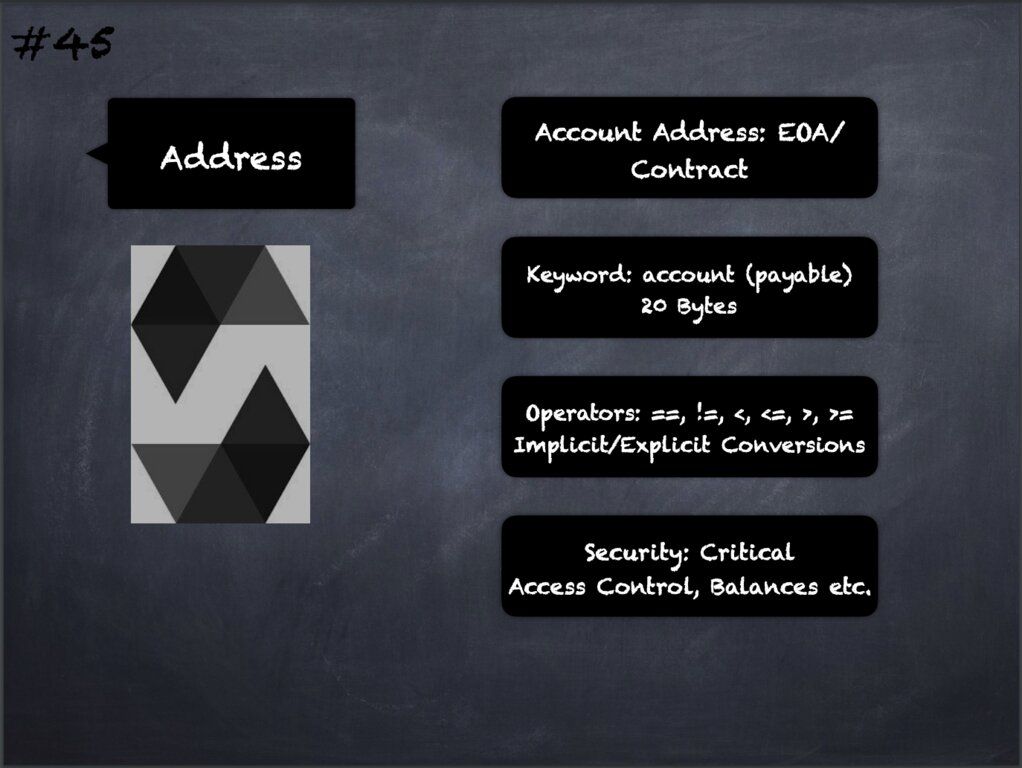 #45
Address
Account Address: EOA/
Contract
Keyword: account (payable)
20 Bytes
Operators: ==, !=, <, <=, >, >=
Implicit/Explicit Conversions
Security: Critical
Access Control, Balances etc.